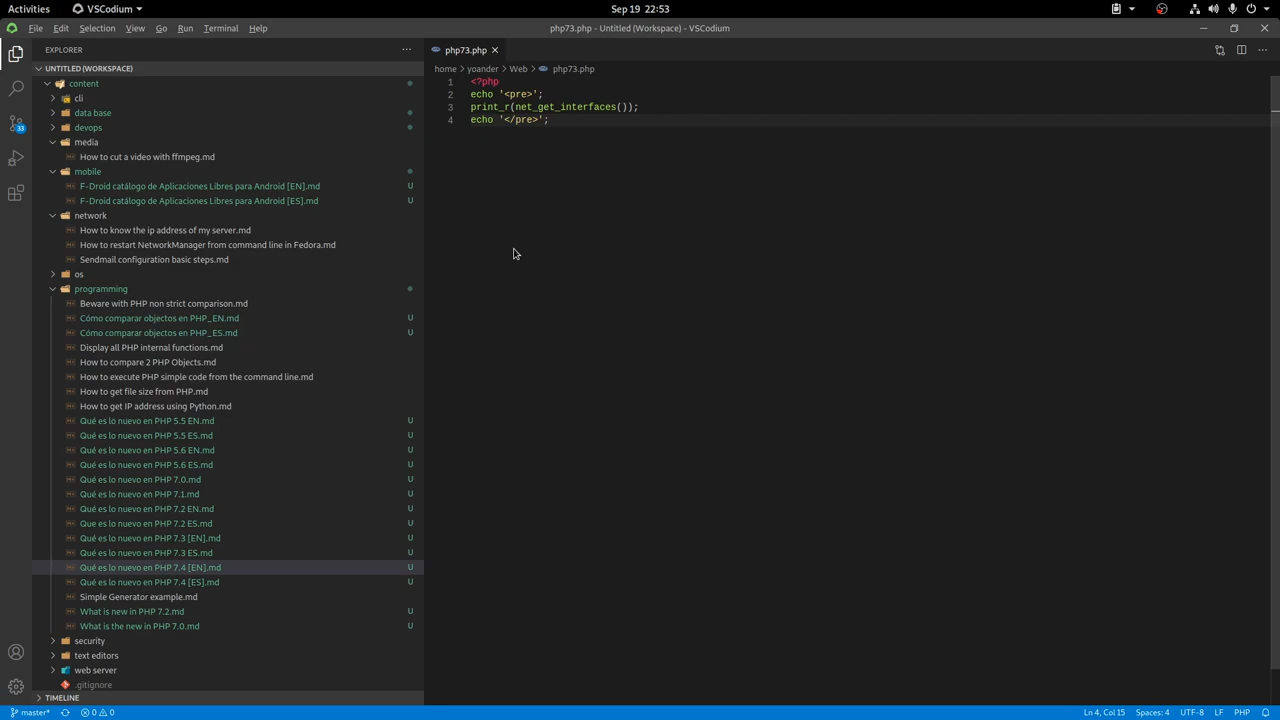 Activities
VSCodium
Sep 19 22:53
File Edit Selection View Go Run Terminal Help
php73.php - Untitled (Workspace) - VSCodium
EXPLORER
UNTITLED (WORKSPACE)
content
cli
data base
devops
media
How to cut a video with ffmpeg.md
mobile
F-Droid catálogo de Aplicaciones Libres para Android [EN].md U
F-Droid catálogo de Aplicaciones Libres para Android [ES].md U
network
How to know the ip address of my server.md
How to restart NetworkManager from command line in Fedora.md
Sendmail configuration basic steps.md
os
programming
Beware with PHP non strict comparison.md
Cómo comparar objectos en PHP_EN.md U
Cómo comparar objectos en PHP_ES.md U
Display all PHP internal functions.md
How to compare 2 PHP Objects.md
How to execute PHP simple code from the command line.md
How to get file size from PHP.md
How to get IP address using Python.md
Qué es lo nuevo en PHP 5.5 EN.md U
Qué es lo nuevo en PHP 5.5 ES.md U
Qué es lo nuevo en PHP 5.6 EN.md U
Qué es lo nuevo en PHP 5.6 ES.md U
Qué es lo nuevo en PHP 7.0.md U
Qué es lo nuevo en PHP 7.1.md U
Qué es lo nuevo en PHP 7.2 EN.md U
Que es lo nuevo en PHP 7.2 ES.md U
Qué es lo nuevo en PHP 7.3 [EN].md U
Qué es lo nuevo en PHP 7.3 ES.md U
Qué es lo nuevo en PHP 7.4 [EN].md U
Qué es lo nuevo en PHP 7.4 [ES].md U
Simple Generator example.md
What is new in PHP 7.2.md U
What is the new in PHP 7.0.md U
security
text editors
web server
.gitignore
TIMELINE
33
php73.php
home > yoander > Web > php73.php
1 <?php
2 echo '<pre>';
3 print_r(net_get_interfaces());
4 echo '</pre>';
master* 0 0
Ln 4, Col 15 Spaces: 4 UTF-8 LF PHP